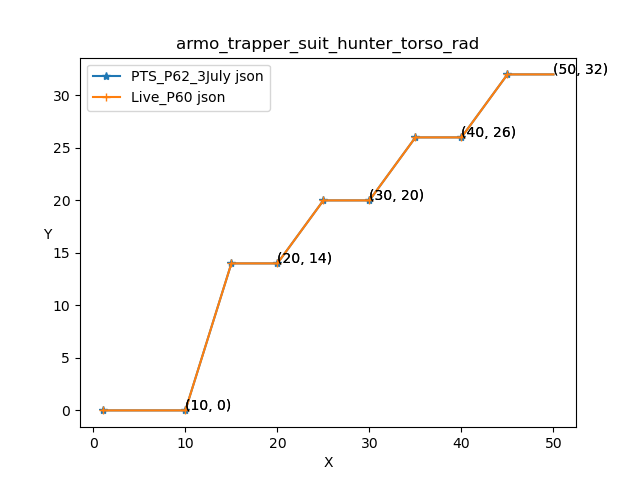 armo_trapper_suit_hunter_torso_rad
PTS_P62_3July json
Live_P60 json
Y
30
25
20
15
10
5
0
(50, 32)
(40, 26)
(30, 20)
(20, 14)
(10, 0)
0 10 20 30 40 50
X